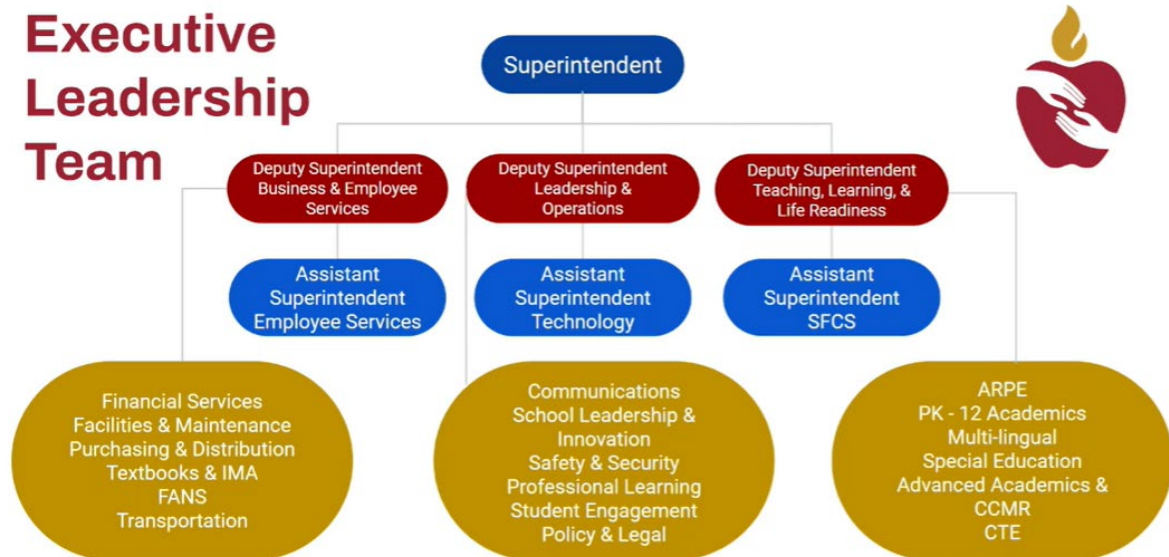 Executive
Leadership
Team
Superintendent
Deputy Superintendent
Business & Employee
Services
Deputy Superintendent
Leadership &
Operations
Deputy Superintendent
Teaching, Learning, &
Life Readiness
Assistant
Superintendent
Employee Services
Assistant
Superintendent
Technology
Assistant
Superintendent
SFCS
Financial Services
Facilities & Maintenance
Purchasing & Distribution
Textbooks & IMA
FANS
Transportation
Communications
School Leadership &
Innovation
Safety & Security
Professional Learning
Student Engagement
Policy & Legal
ARPE
PK - 12 Academics
Multi-lingual
Special Education
Advanced Academics &
CCMR
CTE